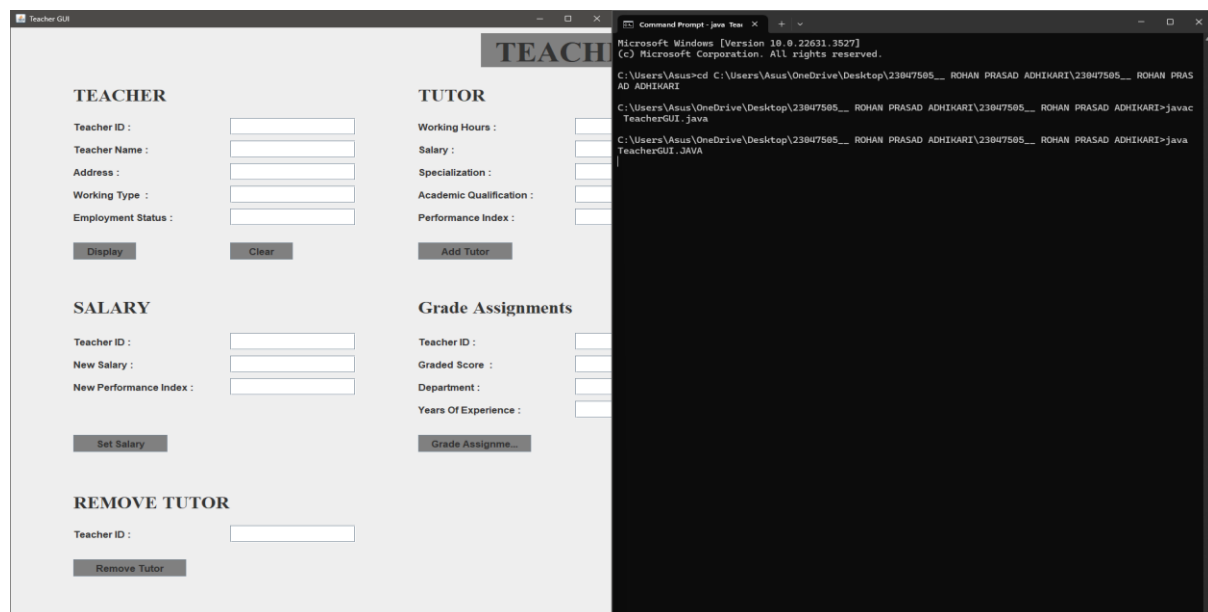 Teacher GUI
TEACH
TEACHER
Teacher ID :
Teacher Name :
Address :
Working Type :
Employment Status :
Display
Clear
TUTOR
Working Hours :
Salary :
Specialization :
Academic Qualification :
Performance Index :
Add Tutor
SALARY
Teacher ID :
New Salary :
New Performance Index :
Set Salary
Grade Assignments
Teacher ID :
Graded Score :
Department :
Years Of Experience :
Grade Assignme...
REMOVE TUTOR
Teacher ID :
Remove Tutor
Command Prompt - java Teac
Microsoft Windows [Version 10.0.22631.3527]
(c) Microsoft Corporation. All rights reserved.
C:\Users\Asus>cd C:\Users\Asus\OneDrive\Desktop\23047505__ ROHAN PRASAD ADHIKARI\23047505__ ROHAN PRAS
AD ADHIKARI
C:\Users\Asus\OneDrive\Desktop\23047505__ ROHAN PRASAD ADHIKARI\23047505__ ROHAN PRASAD ADHIKARI>javac
TeacherGUI.java
C:\Users\Asus\OneDrive\Desktop\23047505__ ROHAN PRASAD ADHIKARI\23047505__ ROHAN PRASAD ADHIKARI>java
TeacherGUI.JAVA